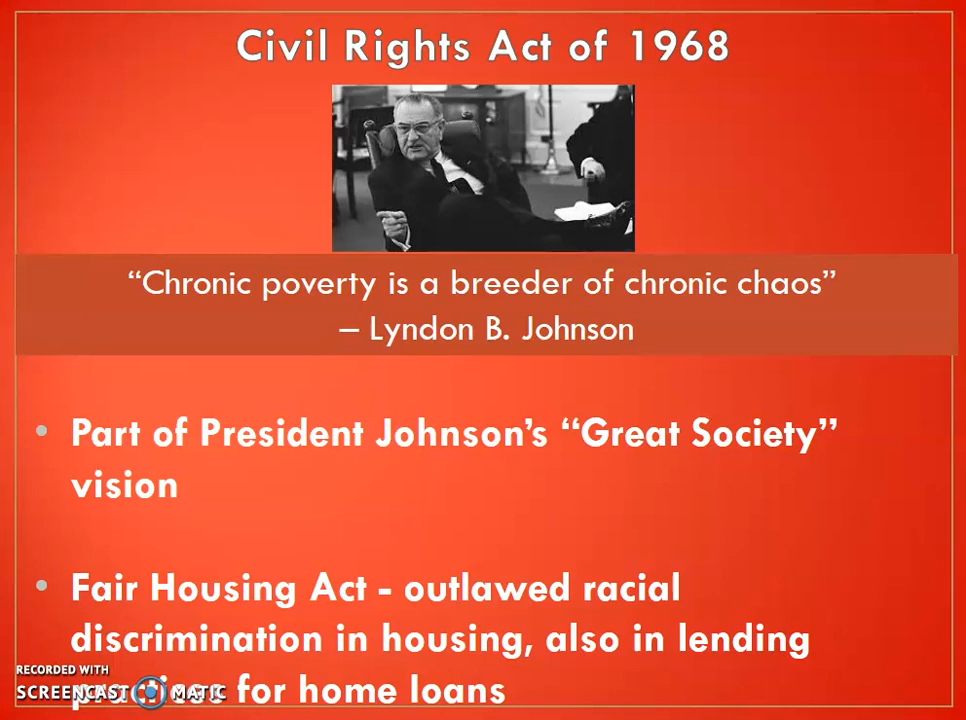 Civil Rights Act of 1968
“Chronic poverty is a breeder of chronic chaos”
– Lyndon B. Johnson
• Part of President Johnson’s “Great Society”
vision
• Fair Housing Act - outlawed racial
discrimination in housing, also in lending
RECORDED WITH
SCREENCAST MATIC
practices for home loans